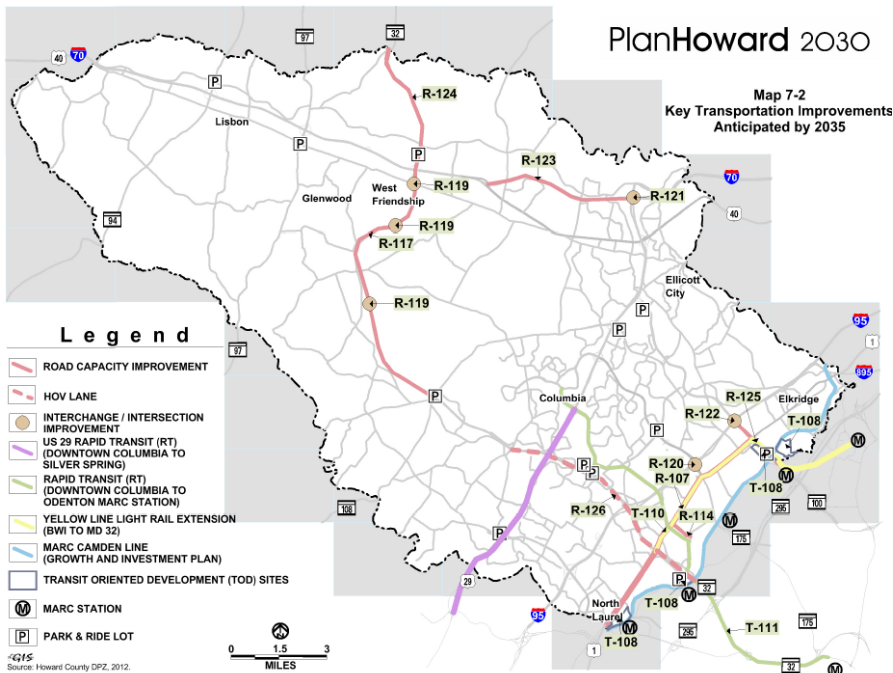 PlanHoward 2030
Map 7-2
Key Transportation Improvements
Anticipated by 2035
97
32
40
70
P
Lisbon
R-124
P
P
R-123
70
Glenwood
West
Friendship
R-119
R-121
40
94
R-119
R-117
Ellicott
City
R-119
P
P
95
1
97
895
P
Columbia
R-125
Elkridge
R-122
T-108
P
M
P
P
R-120
P
R-107
M
T-108
108
R-126
T-110
R-114
295
100
P
M
175
29
P
32
M
T-108
North
Laurel
95
M
T-108
1
295
T-111
175
32
M
Legend
ROAD CAPACITY IMPROVEMENT
HOV LANE
INTERCHANGE / INTERSECTION
IMPROVEMENT
US 29 RAPID TRANSIT (RT)
(DOWNTOWN COLUMBIA TO
SILVER SPRING)
RAPID TRANSIT (RT)
(DOWNTOWN COLUMBIA TO
ODENTON MARC STATION)
YELLOW LINE LIGHT RAIL EXTENSION
(BWI TO MD 32)
MARC CAMDEN LINE
(GROWTH AND INVESTMENT PLAN)
TRANSIT ORIENTED DEVELOPMENT (TOD) SITES
M MARC STATION
P PARK & RIDE LOT
GIS
Source: Howard County DPZ, 2012.
0 1.5 3
MILES